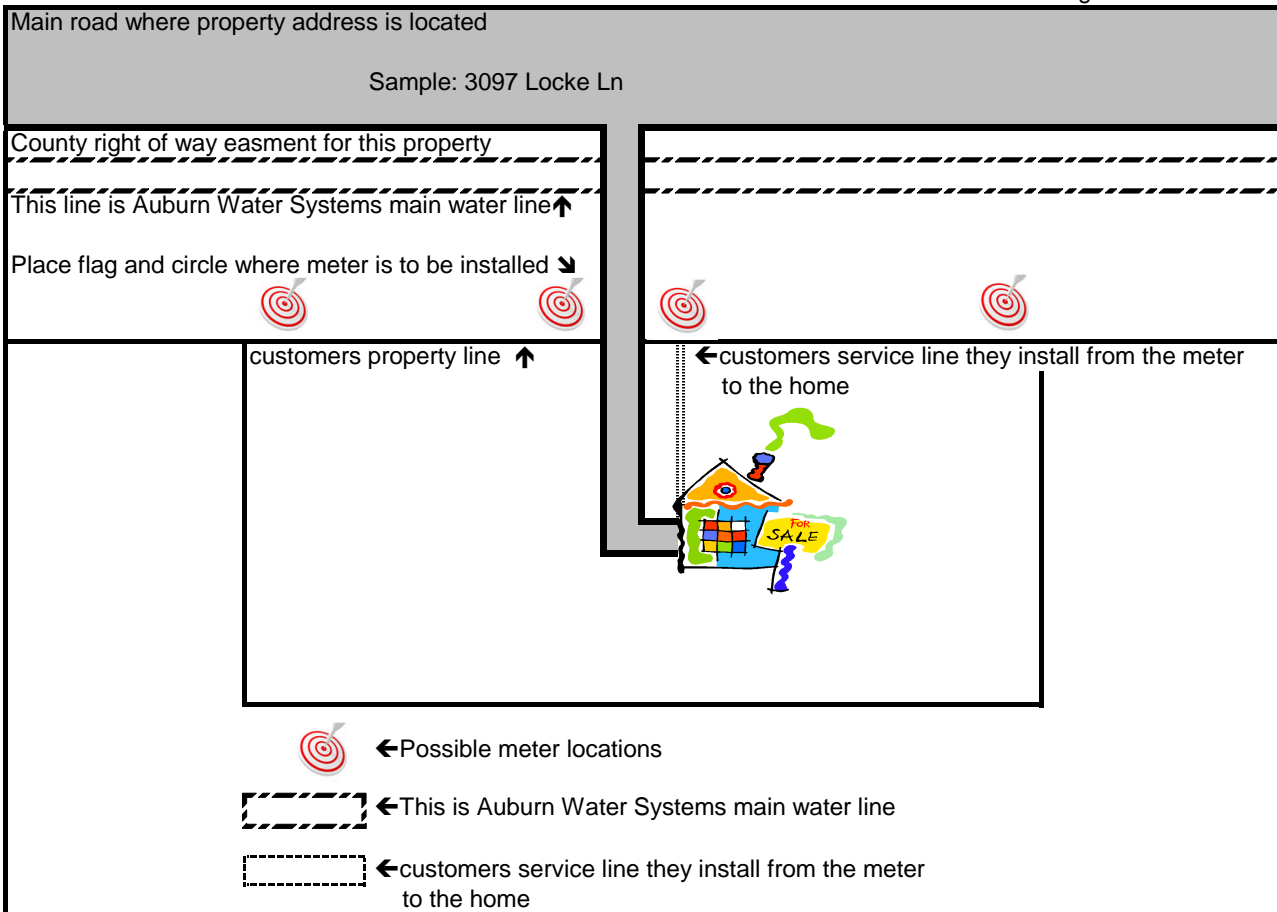 Main road where property address is located
Sample: 3097 Locke Ln
County right of way easment for this property
This line is Auburn Water Systems main water line↑
Place flag and circle where meter is to be installed ↘
customers property line ↑
←customers service line they install from the meter
to the home
FOR
SALE
←Possible meter locations
←This is Auburn Water Systems main water line
←customers service line they install from the meter
to the home